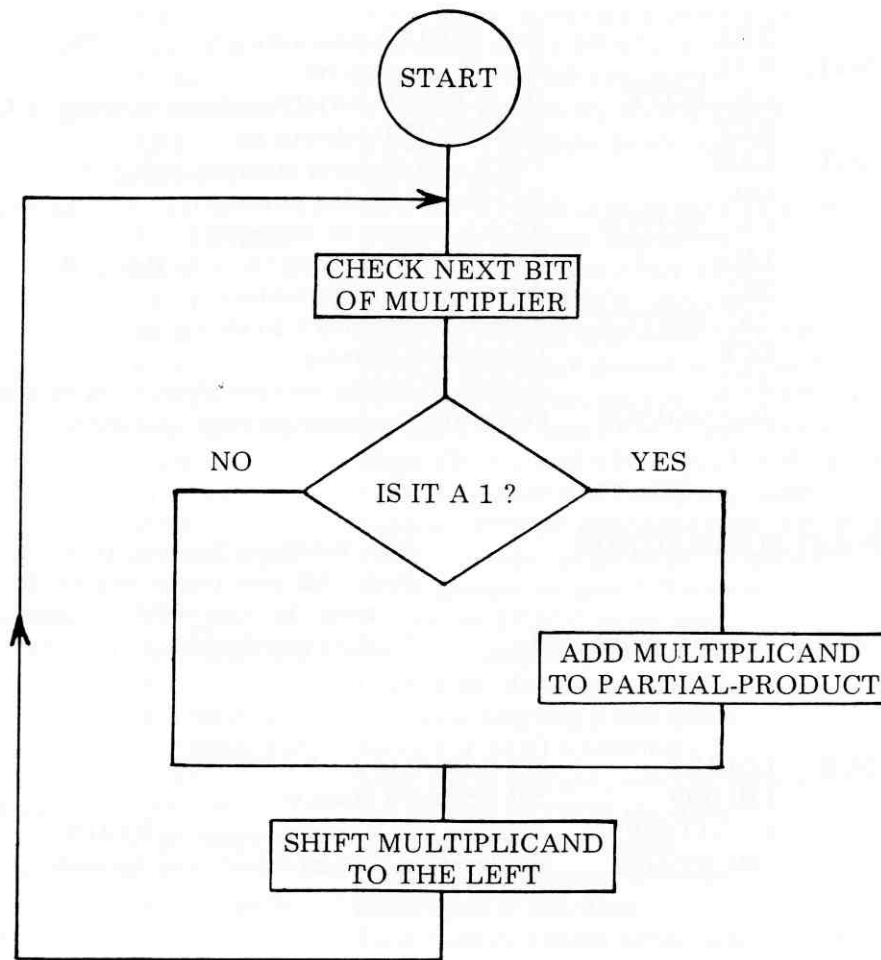 START
CHECK NEXT BIT
OF MULTIPLIER
NO
YES
IS IT A 1 ?
ADD MULTIPLICAND
TO PARTIAL-PRODUCT
SHIFT MULTIPLICAND
TO THE LEFT